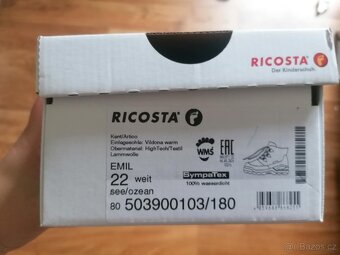 RICOSTA
Der Kinderschuh.
RICOSTA
Kent/Artico
Einlagesohle: Vildona warm
Obermaterial: HighTech/Textil
Lammwolle
EMIL
22 weit
see/ozean
80 503900103/180
WMS
EAC
SympaTex
100% wasserdicht